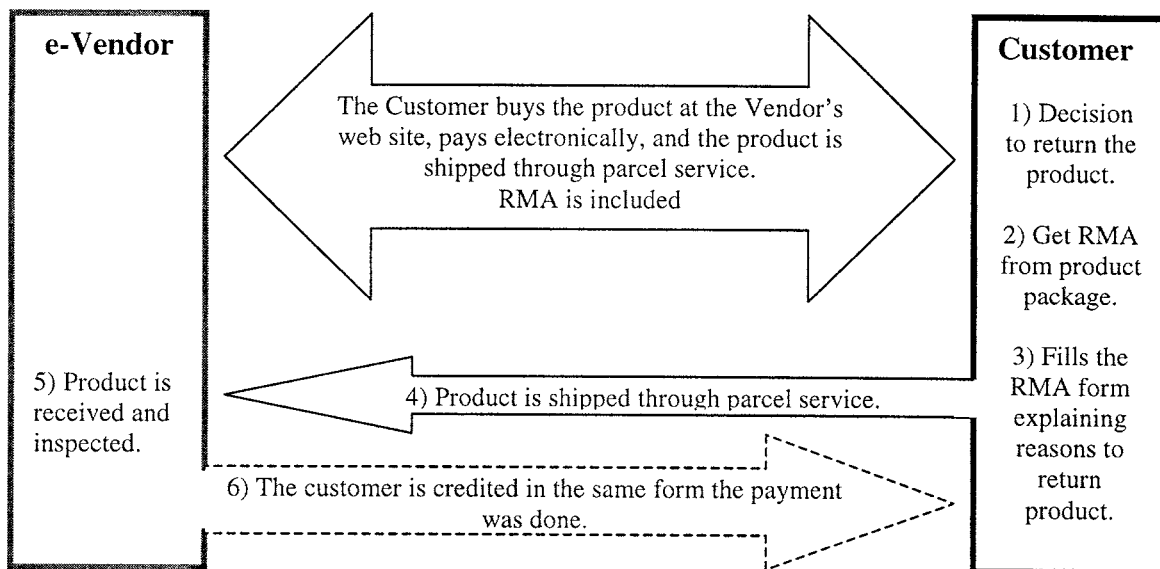 e-Vendor
The Customer buys the product at the Vendor's
web site, pays electronically, and the product is
shipped through parcel service.
RMA is included
Customer
1) Decision
to return the
product.
2) Get RMA
from product
package.
3) Fills the
RMA form
explaining
reasons to
return
product.
4) Product is shipped through parcel service.
5) Product is
received and
inspected.
6) The customer is credited in the same form the payment
was done.